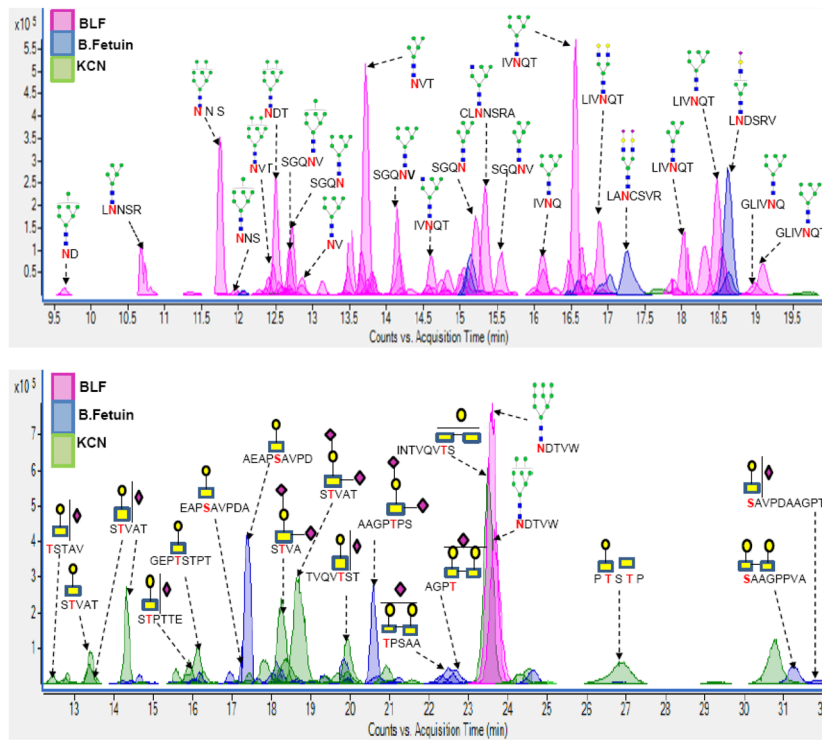 x10 5
BLF
B.Fetuin
KCN
5.5
5
3.5
3
2.5
2
1.5
1
0.5
ND
LNNSR
N N S
NNS
NVT
NDT
SGQNV
SGQN
NV
NVT
SGQNV
IVNQT
SGQN
CLNNSRA
SGQNV
IVNQ
IVNQT
LIVNQT
LANCSVR
LIVNQT
LIVNQT
LNDSRV
GLIVNQ
GLIVNQT
9.5 10 10.5 11 11.5 12 12.5 13 13.5 14 14.5 15 15.5 16 16.5 17 17.5 18 18.5 19 19.5
Counts vs. Acquisition Time (min)
x10 5
BLF
B.Fetuin
KCN
7
6
5
4
3
2
1
TSTAV
STVAT
STVAT
STPTTE
GEPTSTPT
EAPSAVPDA
AEAPSAVPD
STVA
STVAT
TVQVTST
AAGPTPS
TPSAA
AGPT
INTVQVTS
NDTVW
NDTVW
P T S T P
SAVPDAAGPT
SAAGPPVA
13 14 15 16 17 18 19 20 21 22 23 24 25 26 27 28 29 30 31
Counts vs. Acquisition Time (min)